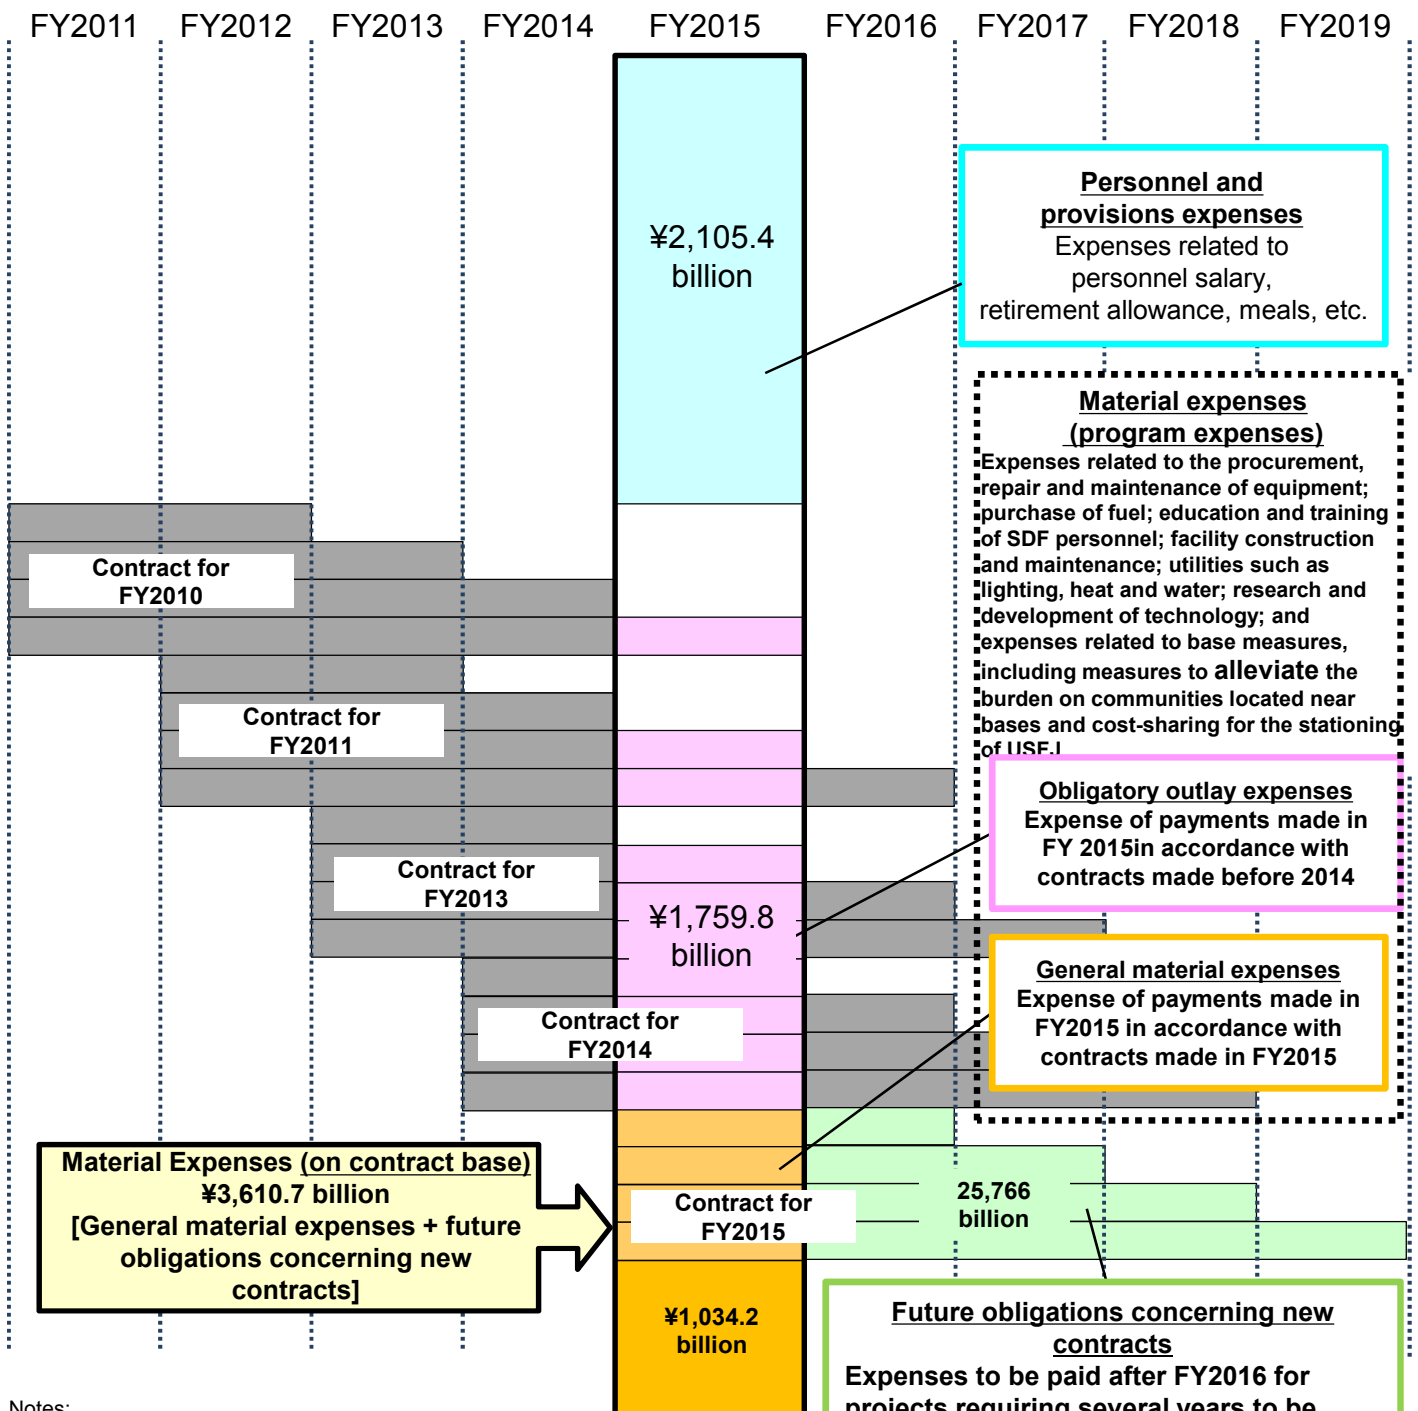 FY2011 FY2012 FY2013 FY2014 FY2015 FY2016 FY2017 FY2018 FY2019
¥2,105.4
billion
Personnel and
provisions expenses
Expenses related to
personnel salary,
retirement allowance, meals, etc.
Material expenses
(program expenses)
Expenses related to the procurement,
repair and maintenance of equipment;
purchase of fuel; education and training
of SDF personnel; facility construction
and maintenance; utilities such as
lighting, heat and water; research and
development of technology; and
expenses related to base measures,
including measures to alleviate the
burden on communities located near
bases and cost-sharing for the stationing
of USFJ
Contract for
FY2010
Contract for
FY2011
Contract for
FY2013
¥1,759.8
billion
Obligatory outlay expenses
Expense of payments made in
FY 2015in accordance with
contracts made before 2014
Contract for
FY2014
General material expenses
Expense of payments made in
FY2015 in accordance with
contracts made in FY2015
Material Expenses (on contract base)
¥3,610.7 billion
[General material expenses + future
obligations concerning new
contracts]
Contract for
FY2015
25,766
billion
¥1,034.2
billion
Future obligations concerning new
contracts
Expenses to be paid after FY2016 for
projects requiring several years to be
Notes: